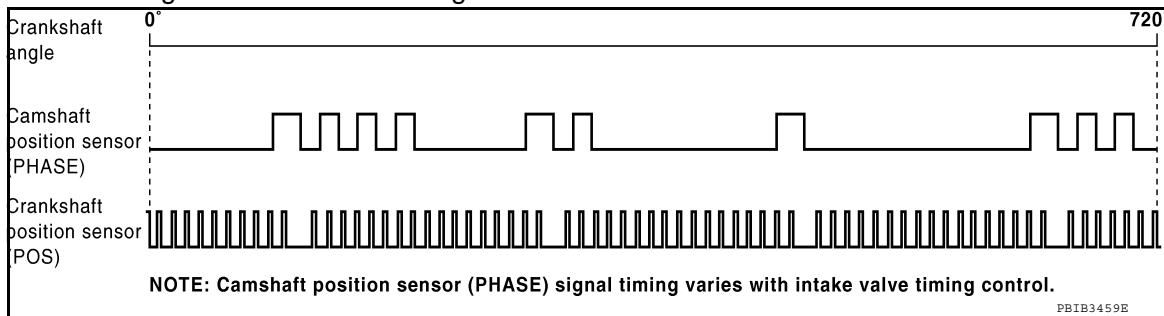 0° 720
Crankshaft
angle
Camshaft
position sensor
(PHASE)
Crankshaft
position sensor
(POS)
NOTE: Camshaft position sensor (PHASE) signal timing varies with intake valve timing control.
PBIB3459E